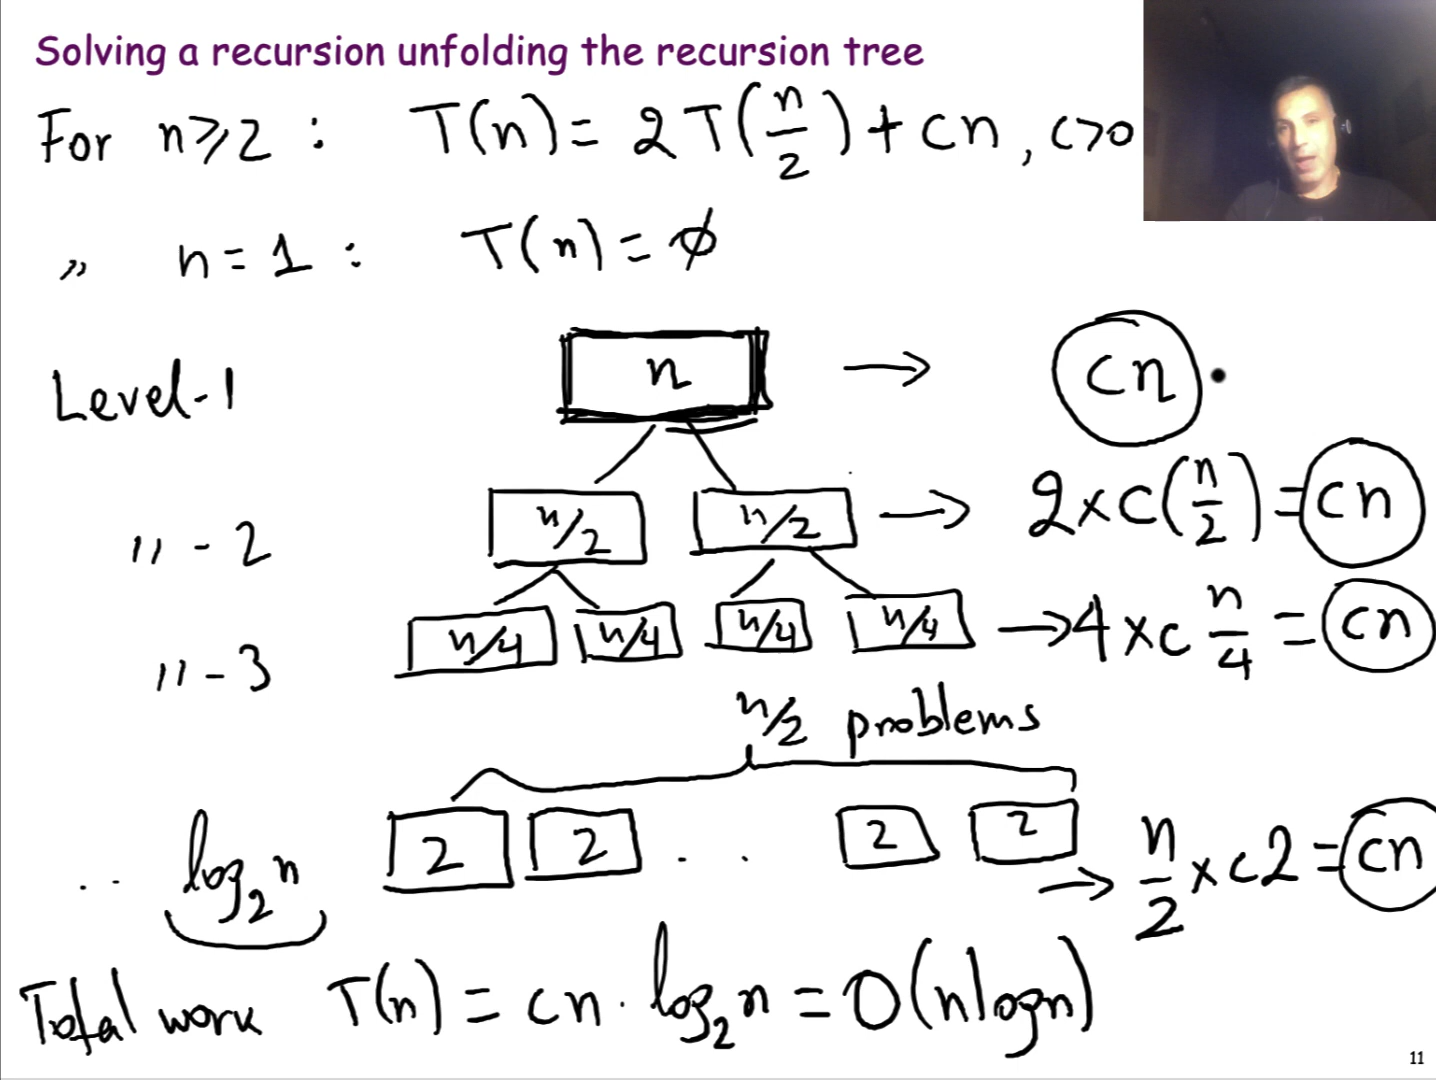 Solving a recursion unfolding the recursion tree
For n≥2 : T(n) = 2T(n/2) + cn, c>0
〃 n = 1 : T(n) = ϕ
Level-1 n → cn
〃 - 2 n/2 n/2 → 2×c(n/2) = cn
〃 - 3 n/4 n/4 n/4 n/4 → 4×c n/4 = cn
n/2 problems
.. log₂n 2 2 . . 2 2 → n/2 × c2 = cn
Total work T(n) = cn · log₂n = O(nlogn)
11